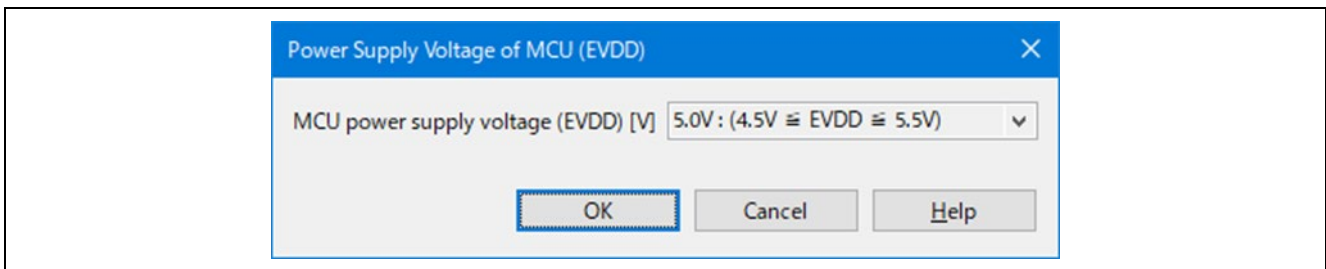 Power Supply Voltage of MCU (EVDD)
MCU power supply voltage (EVDD) [V] 5.0V : (4.5V ≦ EVDD ≦ 5.5V)
OK Cancel Help